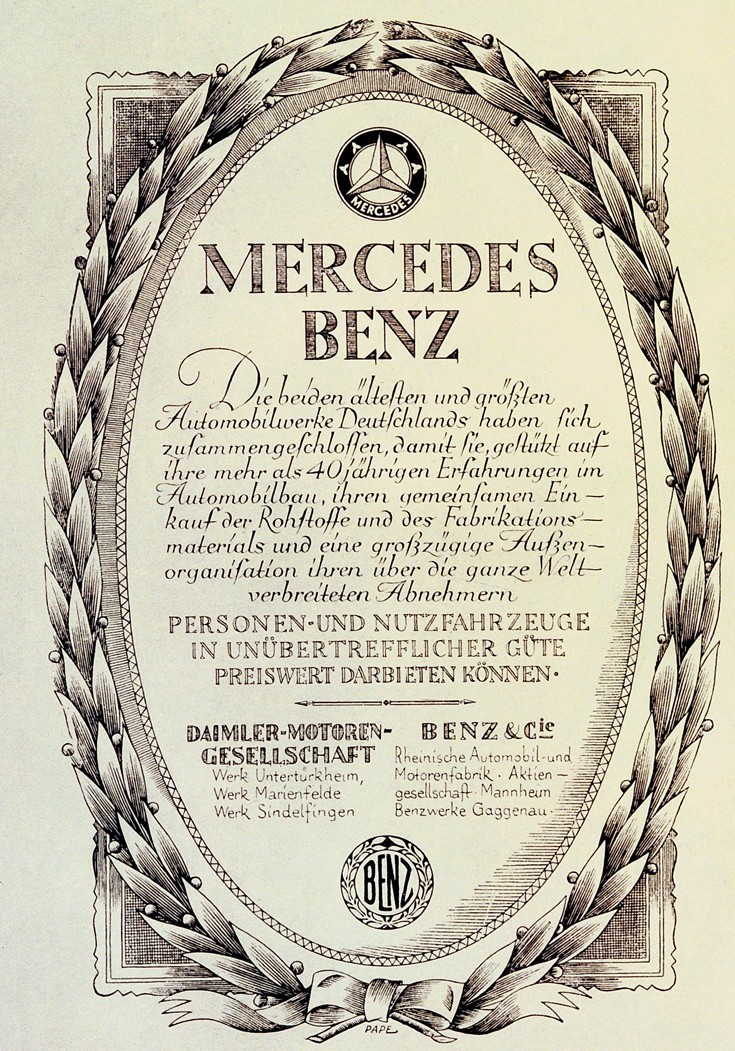 MERCEDES
MERCEDES
BENZ
Die beiden ältesten und größten
Automobilwerke Deutschlands haben sich
zusammengeschlossen, damit sie, gestützt auf
ihre mehr als 40jährigen Erfahrungen im
Automobilbau, ihren gemeinsamen Ein-
kauf der Rohstoffe und des Fabrikations-
materials und eine großzügige Außen-
organisation ihren über die ganze Welt
verbreiteten Abnehmern
PERSONEN-UND NUTZFAHRZEUGE
IN UNÜBERTREFFLICHER GÜTE
PREISWERT DARBIETEN KÖNNEN.
DAIMLER-MOTOREN-
GESELLSCHAFT
Werk Untertürkheim,
Werk Marienfelde
Werk Sindelfingen
BENZ & Cie
Rheinische Automobil-und
Motorenfabrik · Aktien-
gesellschaft Mannheim
Benzwerke Gaggenau.
BENZ
PAPE